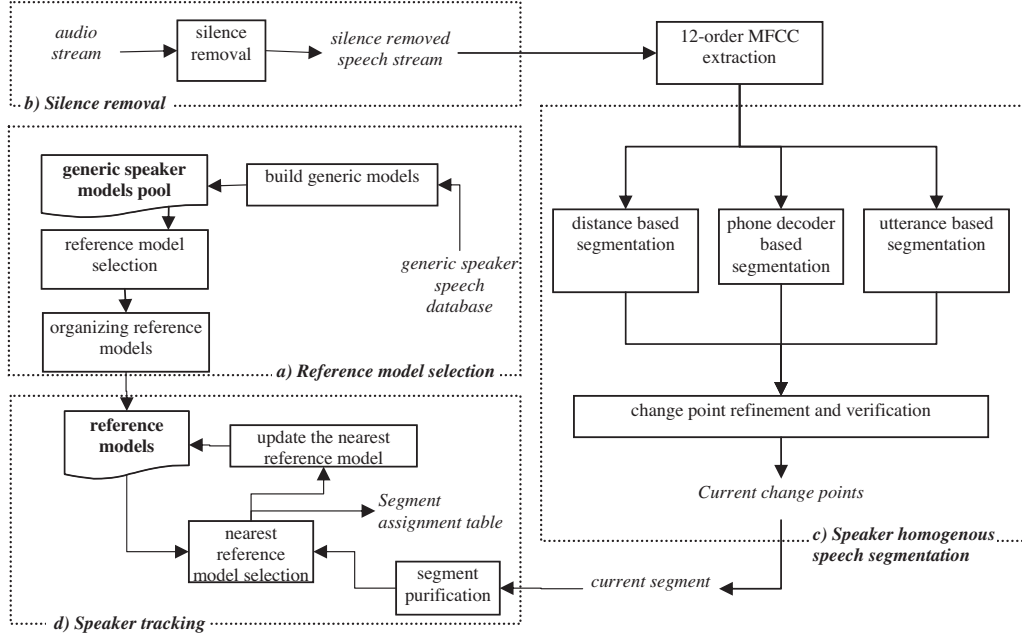 audio
stream
silence
removal
silence removed
speech stream
b) Silence removal
12-order MFCC
extraction
generic speaker
models pool
build generic models
reference model
selection
generic speaker
speech
database
organizing reference
models
a) Reference model selection
distance based
segmentation
phone decoder
based
segmentation
utterance based
segmentation
change point refinement and verification
Current change points
c) Speaker homogenous
speech segmentation
reference
models
update the nearest
reference model
Segment
assignment table
nearest
reference
model selection
segment
purification
current segment
d) Speaker tracking